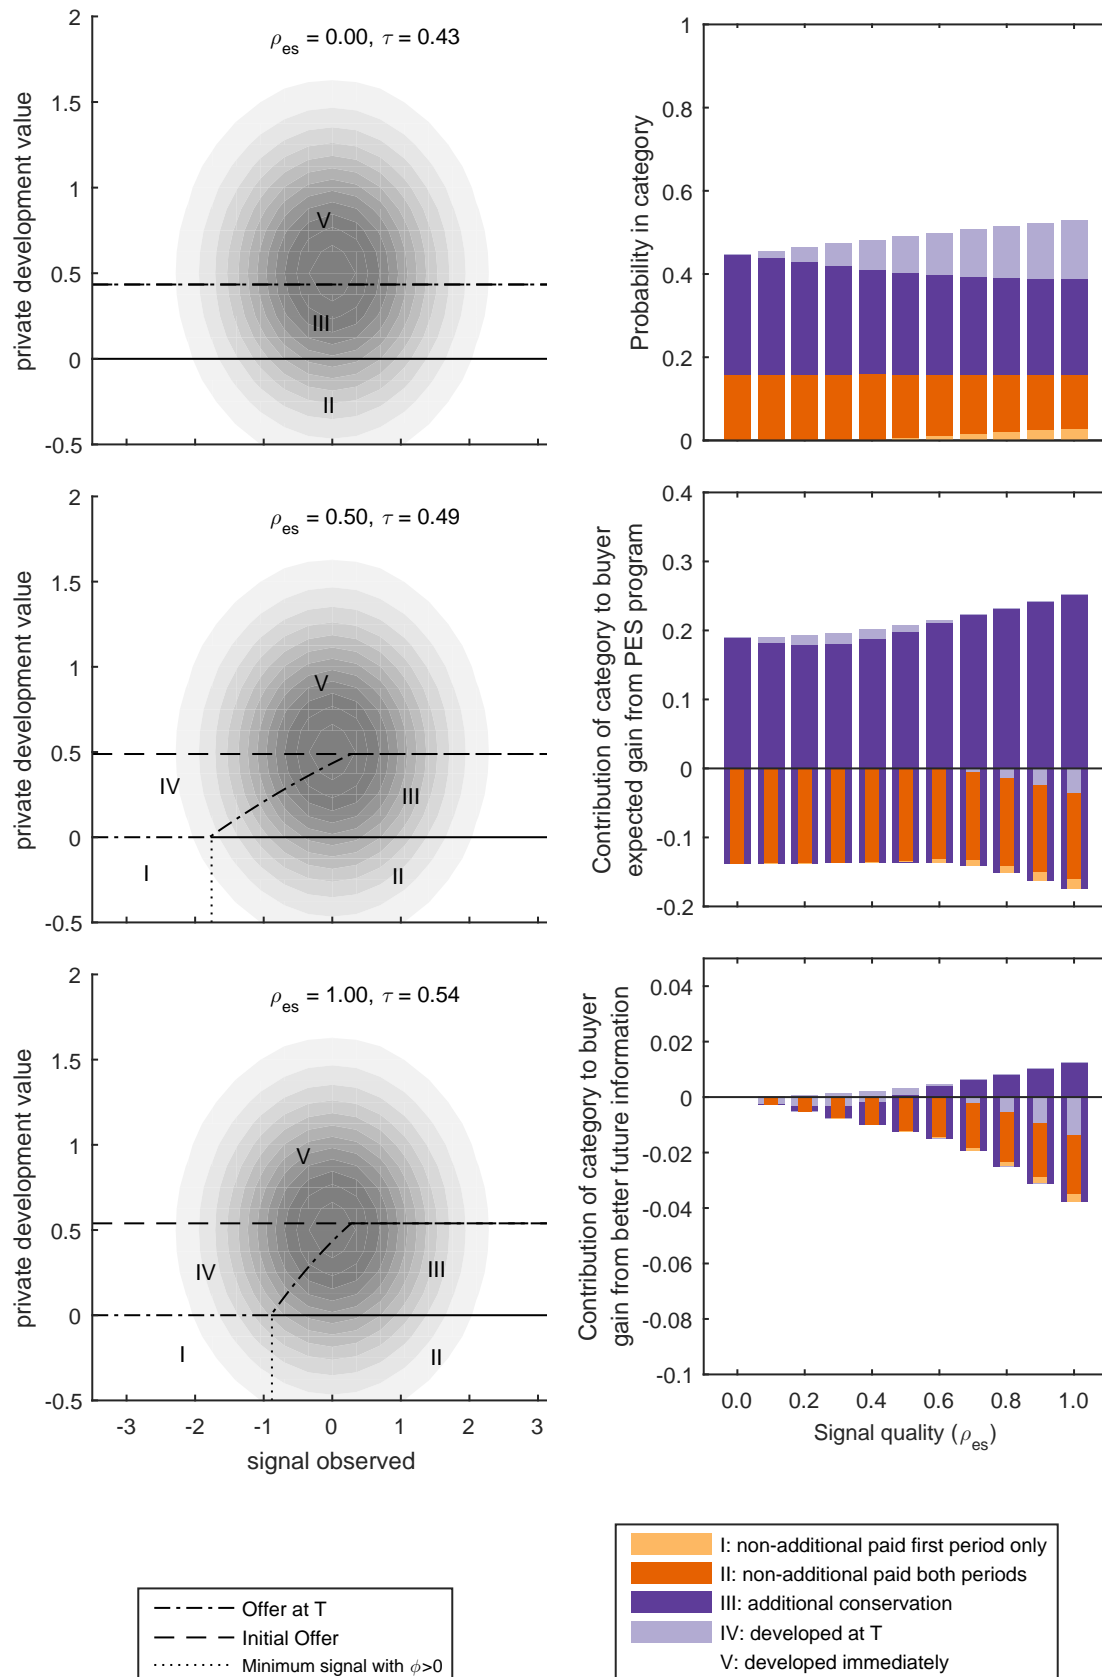 ρes = 0.00, τ = 0.43
private development value
2
1.5
1
0.5
0
-0.5
V
III
II
ρes = 0.50, τ = 0.49
private development value
2
1.5
1
0.5
0
-0.5
V
IV
III
I
II
ρes = 1.00, τ = 0.54
private development value
2
1.5
1
0.5
0
-0.5
V
IV
III
I
II
-3 -2 -1 0 1 2 3
signal observed
Offer at T
Initial Offer
Minimum signal with ϕ>0
Probability in category
1
0.8
0.6
0.4
0.2
0
Contribution of category to buyer
expected gain from PES program
0.4
0.3
0.2
0.1
0
-0.1
-0.2
Contribution of category to buyer
gain from better future information
0.04
0.02
0
-0.02
-0.04
-0.06
-0.08
-0.1
0.0 0.2 0.4 0.6 0.8 1.0
Signal quality (ρes)
I: non-additional paid first period only
II: non-additional paid both periods
III: additional conservation
IV: developed at T
V: developed immediately